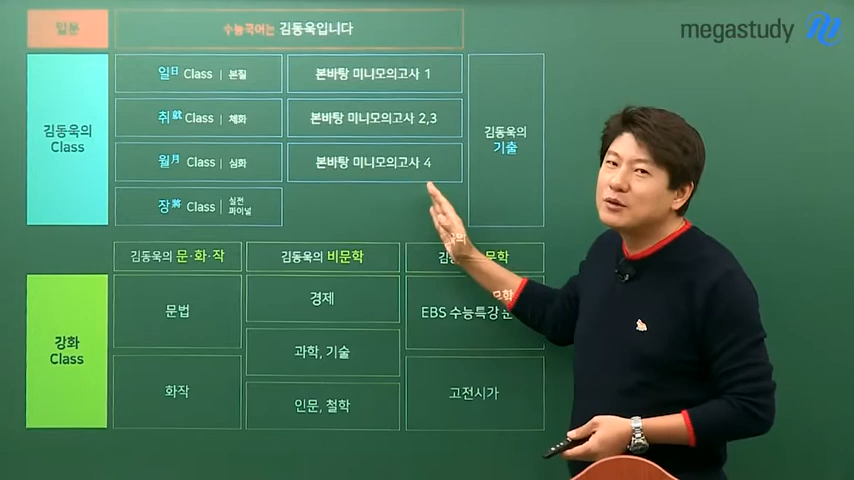 입문
수능국어는 김동욱입니다
megastudy
김동욱의
Class
일日 Class | 본질
본바탕 미니모의고사 1
취就 Class | 체화
본바탕 미니모의고사 2,3
월月 Class | 심화
본바탕 미니모의고사 4
장將 Class | 실전
파이널
김동욱의
기출
강화
Class
김동욱의 문·화·작
문법
화작
김동욱의 비문학
경제
과학, 기술
인문, 철학
문학
EBS 수능특강
고전시가